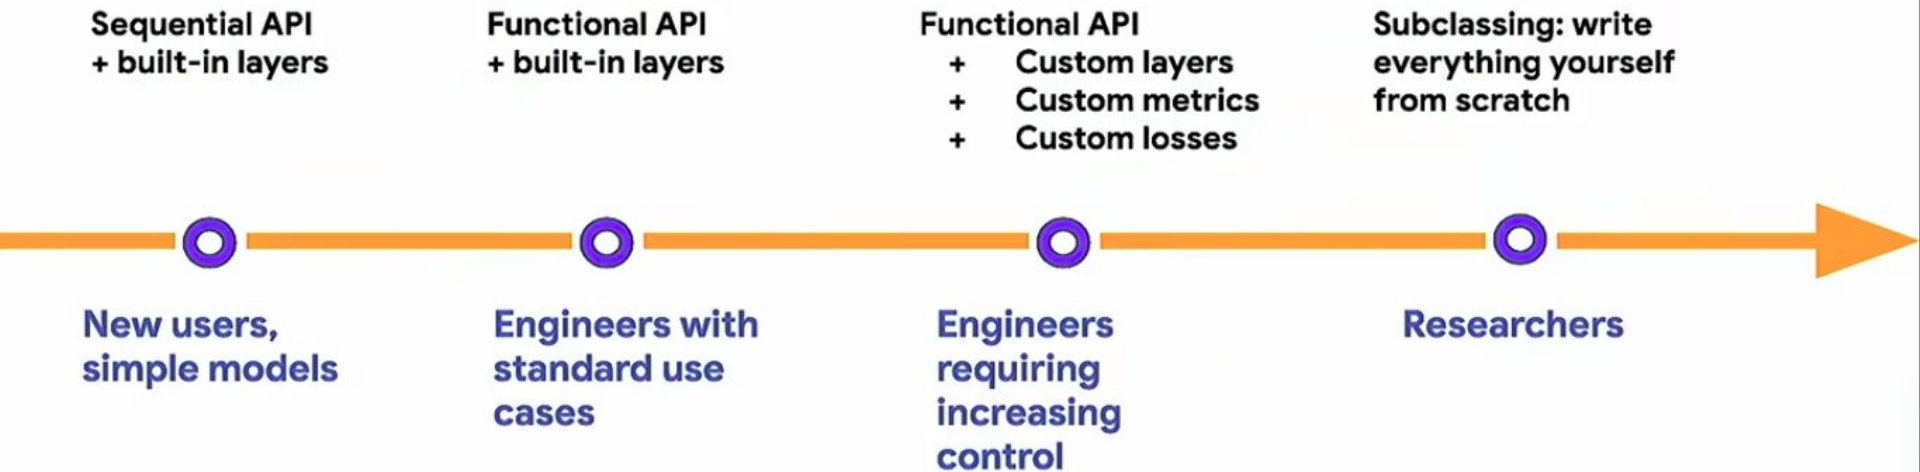 Sequential API
+ built-in layers
Functional API
+ built-in layers
Functional API
+ Custom layers
+ Custom metrics
+ Custom losses
Subclassing: write
everything yourself
from scratch
New users,
simple models
Engineers with
standard use
cases
Engineers
requiring
increasing
control
Researchers